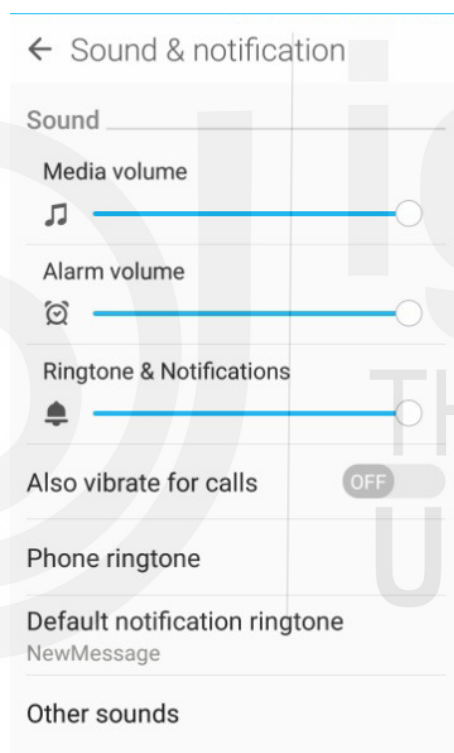 Sound & notification
Sound
Media volume
Alarm volume
Ringtone & Notifications
Also vibrate for calls OFF
Phone ringtone
Default notification ringtone
NewMessage
Other sounds